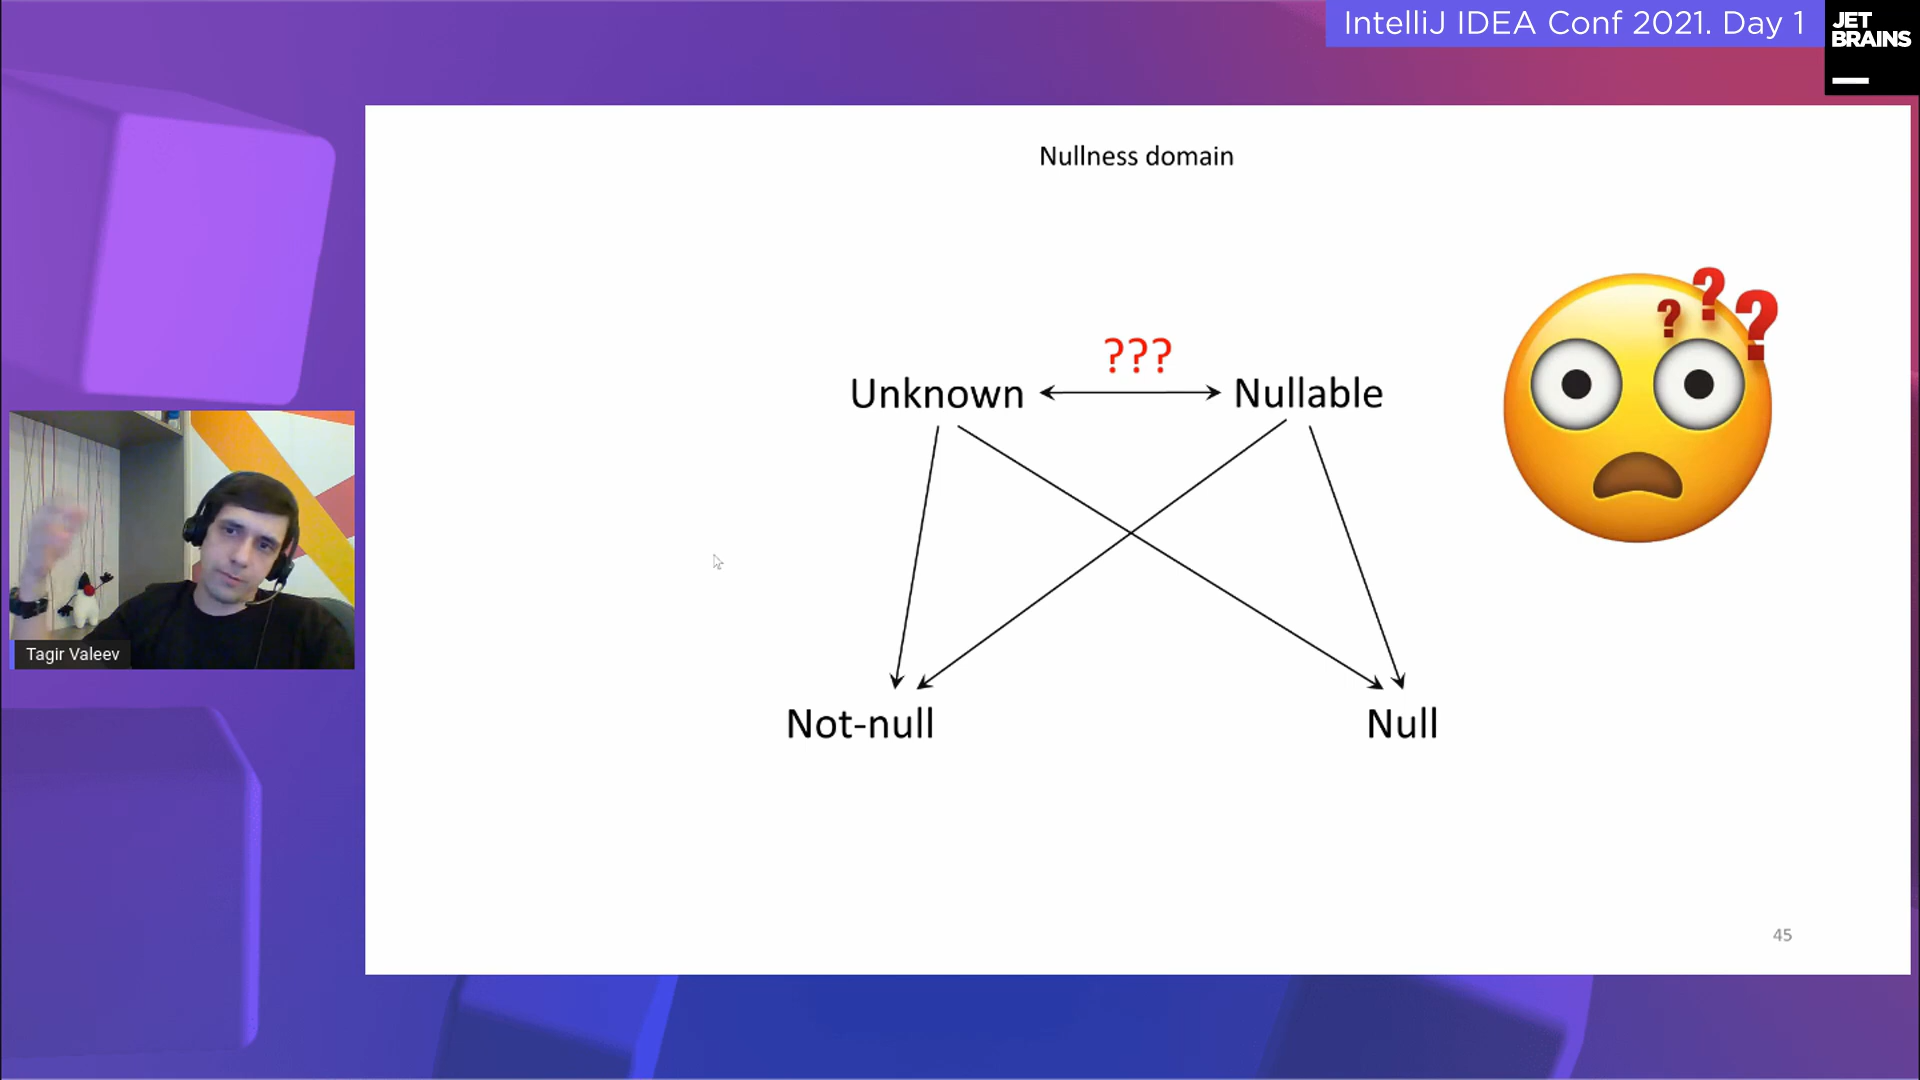 IntelliJ IDEA Conf 2021. Day 1
JET
BRAINS
Nullness domain
? ? ?
???
Unknown
Nullable
Tagir Valeev
Not-null
Null
45